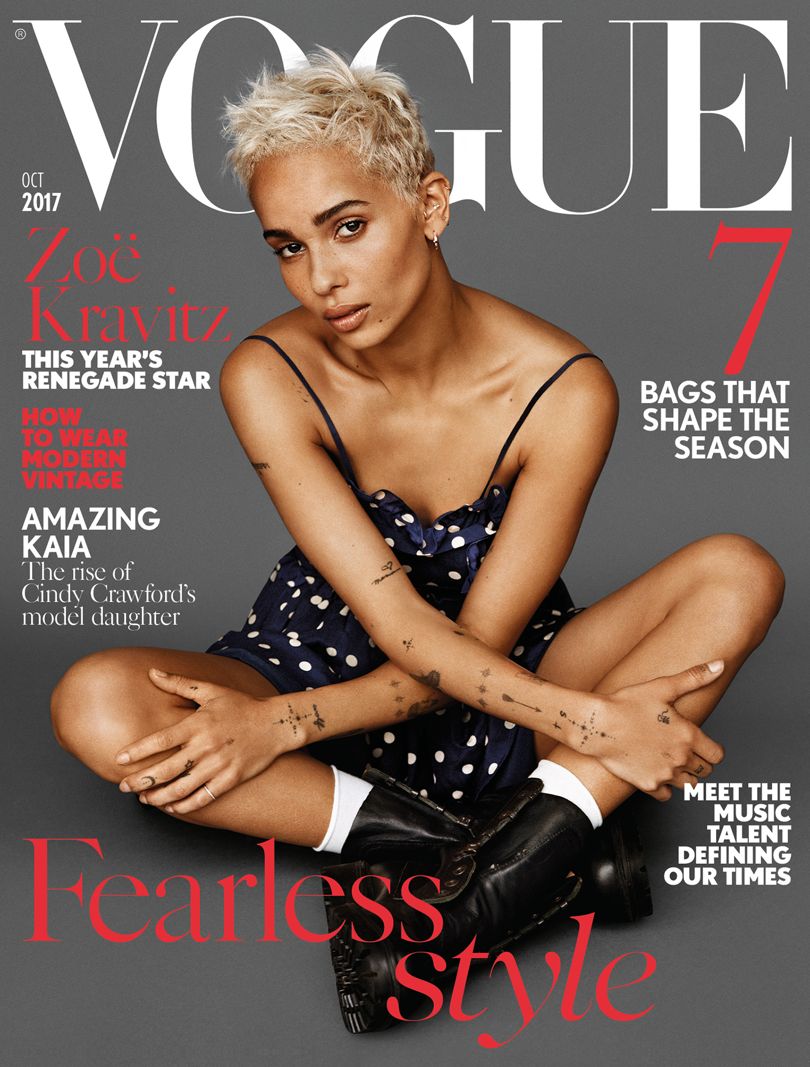 VOGUE
®
OCT
2017
Zoë
Kravitz
THIS YEAR'S
RENEGADE STAR
HOW
TO WEAR
MODERN
VINTAGE
AMAZING
KAIA
The rise of
Cindy Crawford's
model daughter
7
BAGS THAT
SHAPE THE
SEASON
MEET THE
MUSIC
TALENT
DEFINING
OUR TIMES
Fearless
style